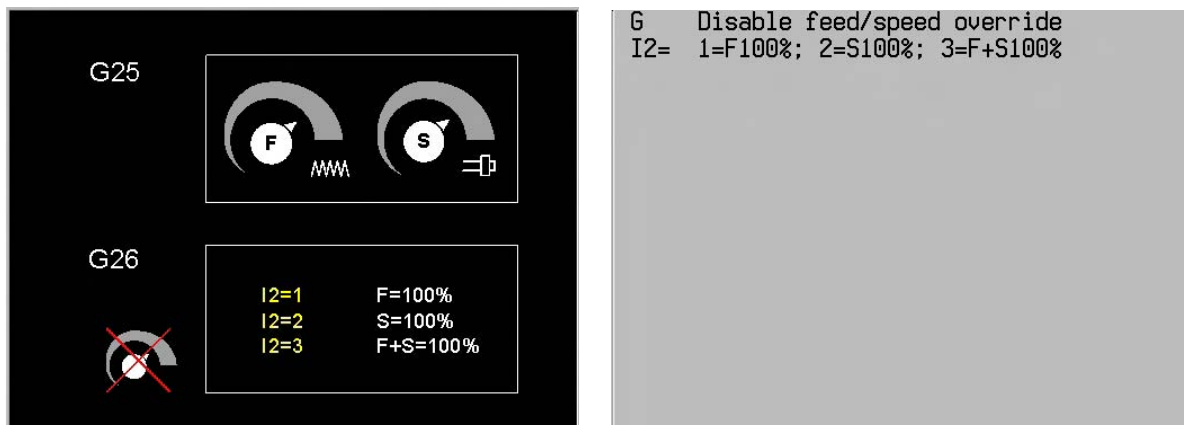 G25
F
S
G26
I2=1 F=100%
I2=2 S=100%
I2=3 F+S=100%
G Disable feed/speed override
I2= 1=F100%; 2=S100%; 3=F+S100%